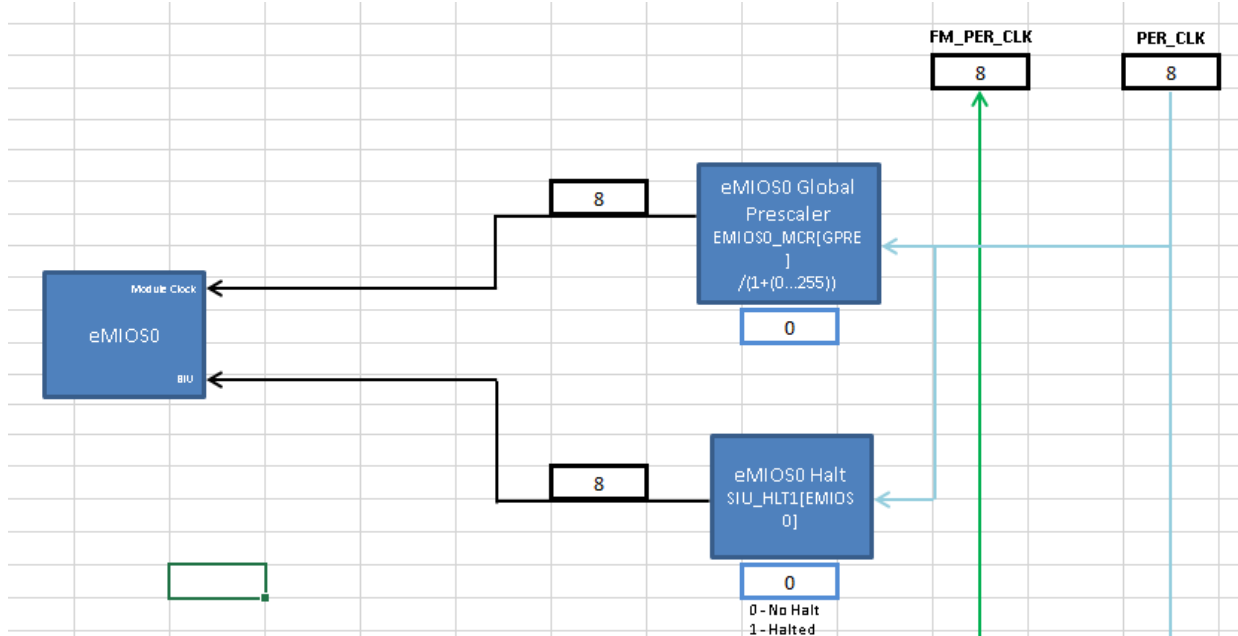 FM_PER_CLK
PER_CLK
8
8
eMIOS0 Global
Prescaler
EMIOS0_MCR[GPRE
]
/(1+(0...255))
8
0
Module Clock
eMIOS0
BIU
eMIOS0 Halt
SIU_HLT1[EMIOS
0]
8
0
0 - No Halt
1 - Halted